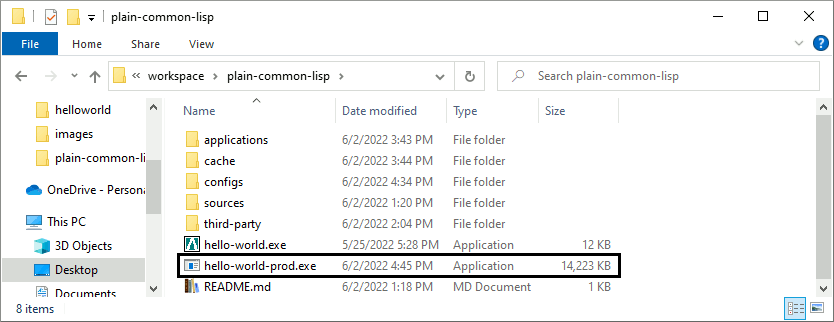 plain-common-lisp
File Home Share View
workspace plain-common-lisp Search plain-common-lisp
Name Date modified Type Size
helloworld
images
plain-common-li
OneDrive - Persona
This PC
3D Objects
Desktop
Documents
applications 6/2/2022 3:43 PM File folder
cache 6/2/2022 3:44 PM File folder
configs 6/2/2022 4:34 PM File folder
sources 6/2/2022 1:20 PM File folder
third-party 6/2/2022 2:04 PM File folder
hello-world.exe 5/25/2022 5:28 PM Application 12 KB
hello-world-prod.exe 6/2/2022 4:45 PM Application 14,223 KB
README.md 6/2/2022 1:18 PM MD Document 1 KB
8 items